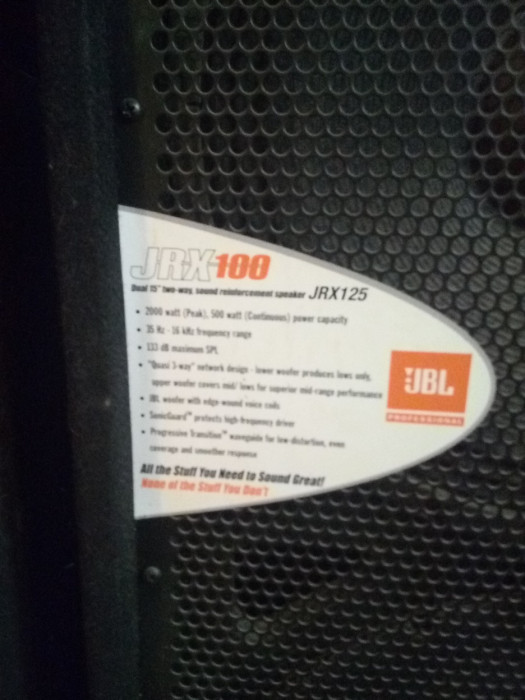 JRX100
Dual 15" two-way, sound reinforcement speaker JRX125
• 2000 watt (Peak), 500 watt (Continuous) power capacity
• 35 Hz - 16 kHz frequency range
• 133 dB maximum SPL
• "Quasi 3-way" network design - lower woofer produces lows only,
upper woofer covers mid/ lows for superior mid-range performance
• JBL woofer with edge-wound voice coils
• SonicGuard™ protects high-frequency driver
• Progressive Transition™ waveguide for low-distortion, even
coverage and smoother response
All the Stuff You Need to Sound Great!
None of the Stuff You Don't
JBL
PROFESSIONAL